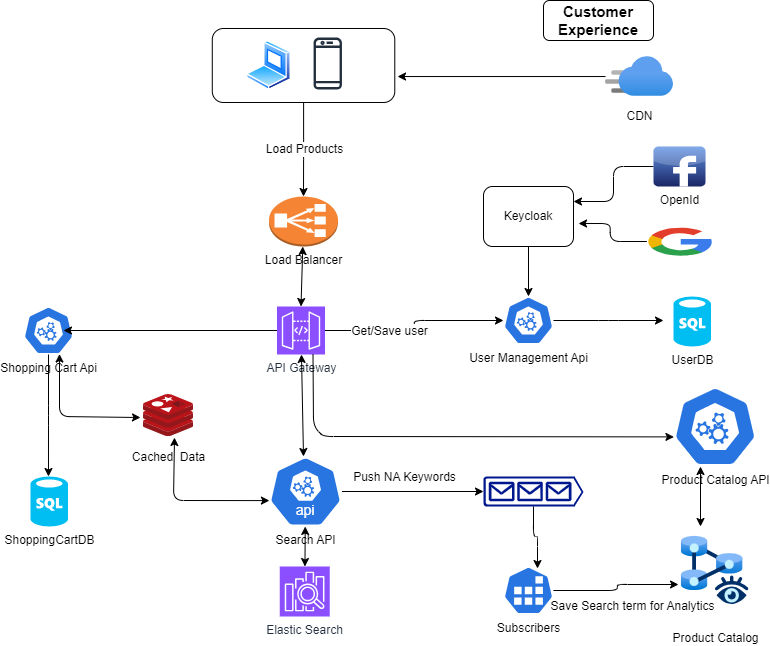 Customer
Experience
CDN
Load Products
OpenId
Keycloak
Load Balancer
Get/Save user
SQL
Shopping Cart Api
API Gateway
User Management Api
UserDB
Cached Data
Push NA Keywords
Product Catalog API
SQL
api
ShoppingCartDB
Search API
Save Search term for Analytics
Elastic Search
Subscribers
Product Catalog